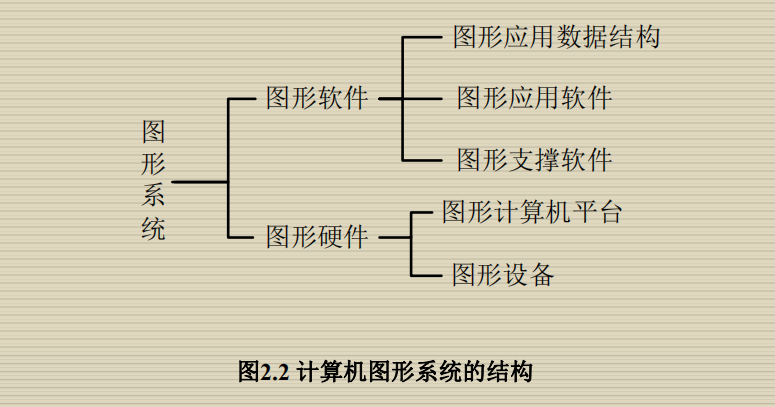 图形系统
图形软件
图形应用数据结构
图形应用软件
图形支撑软件
图形硬件
图形计算机平台
图形设备
图2.2 计算机图形系统的结构